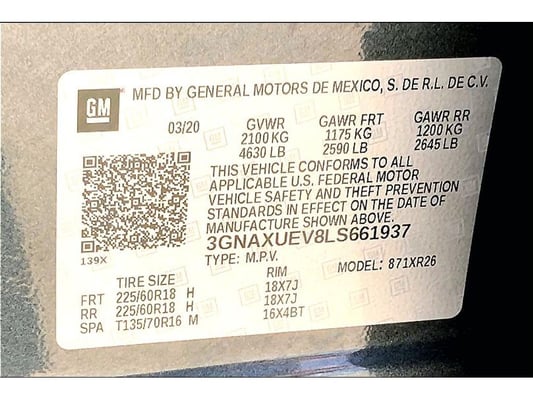 GM
MFD BY GENERAL MOTORS DE MEXICO, S. DE R.L. DE C.V.
03/20 GVWR GAWR FRT GAWR RR
2100 KG 1175 KG 1200 KG
4630 LB 2590 LB 2645 LB
THIS VEHICLE CONFORMS TO ALL
APPLICABLE U.S. FEDERAL MOTOR
VEHICLE SAFETY AND THEFT PREVENTION
STANDARDS IN EFFECT ON THE DATE OF
MANUFACTURE SHOWN ABOVE.
3GNAXUEV8LS661937
139X
TYPE: M.P.V. MODEL: 871XR26
TIRE SIZE RIM
FRT 225/60R18 H 18X7J
RR 225/60R18 H 18X7J
SPA T135/70R16 M 16X4BT